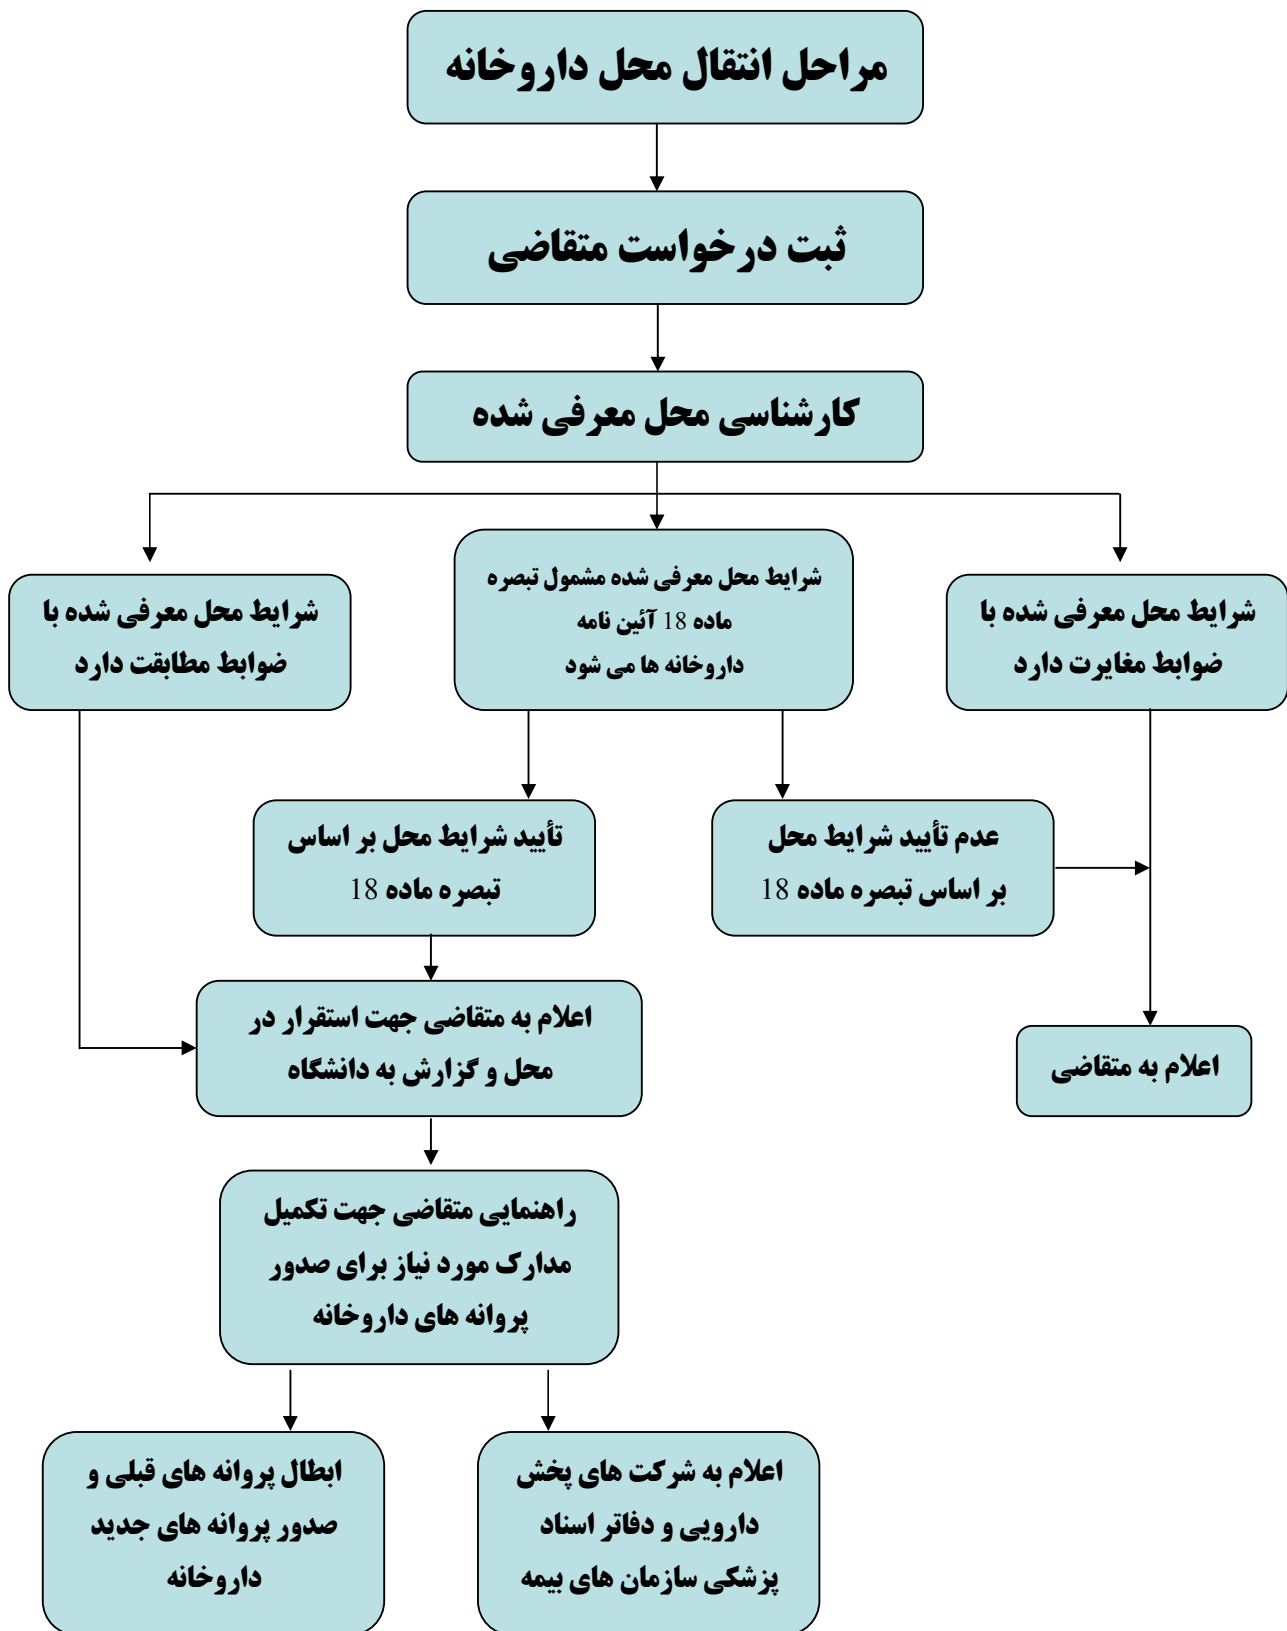 مراحل انتقال محل داروخانه
ثبت درخواست متقاضی
کارشناسی محل معرفی شده
شرایط محل معرفی شده با
ضوابط مغایرت دارد
شرایط محل معرفی شده مشمول تبصره
ماده 18 آئین نامه
داروخانه ها می شود
شرایط محل معرفی شده با
ضوابط مطابقت دارد
عدم تأیید شرایط محل
بر اساس تبصره ماده 18
تأیید شرایط محل بر اساس
تبصره ماده 18
اعلام به متقاضی
اعلام به متقاضی جهت استقرار در
محل و گزارش به دانشگاه
راهنمایی متقاضی جهت تکمیل
مدارک مورد نیاز برای صدور
پروانه های داروخانه
اعلام به شرکت های پخش
دارویی و دفاتر اسناد
پزشکی سازمان های بیمه
ابطال پروانه های قبلی و
صدور پروانه های جدید
داروخانه